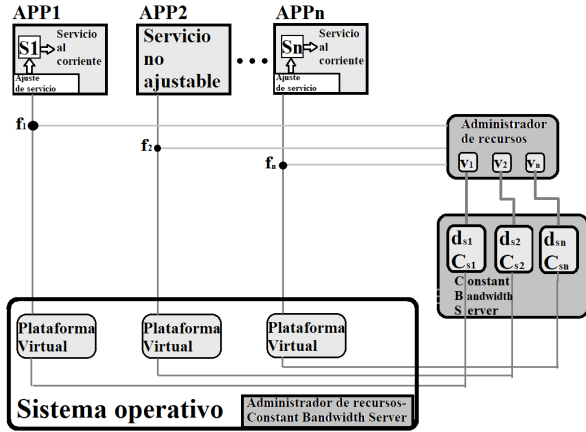 APP1
APP2
APPn
S1
Servicio
al
corriente
Ajuste
de servicio
Servicio
no
ajustable
Sn
Servicio
al
corriente
Ajuste
de servicio
f1
f2
fn
Administrador
de recursos
v1
v2
vn
ds1
Cs1
ds2
Cs2
dsn
Csn
Constant
Bandwidth
Server
Plataforma
Virtual
Plataforma
Virtual
Plataforma
Virtual
Sistema operativo
Administrador de recursos-
Constant Bandwidth Server